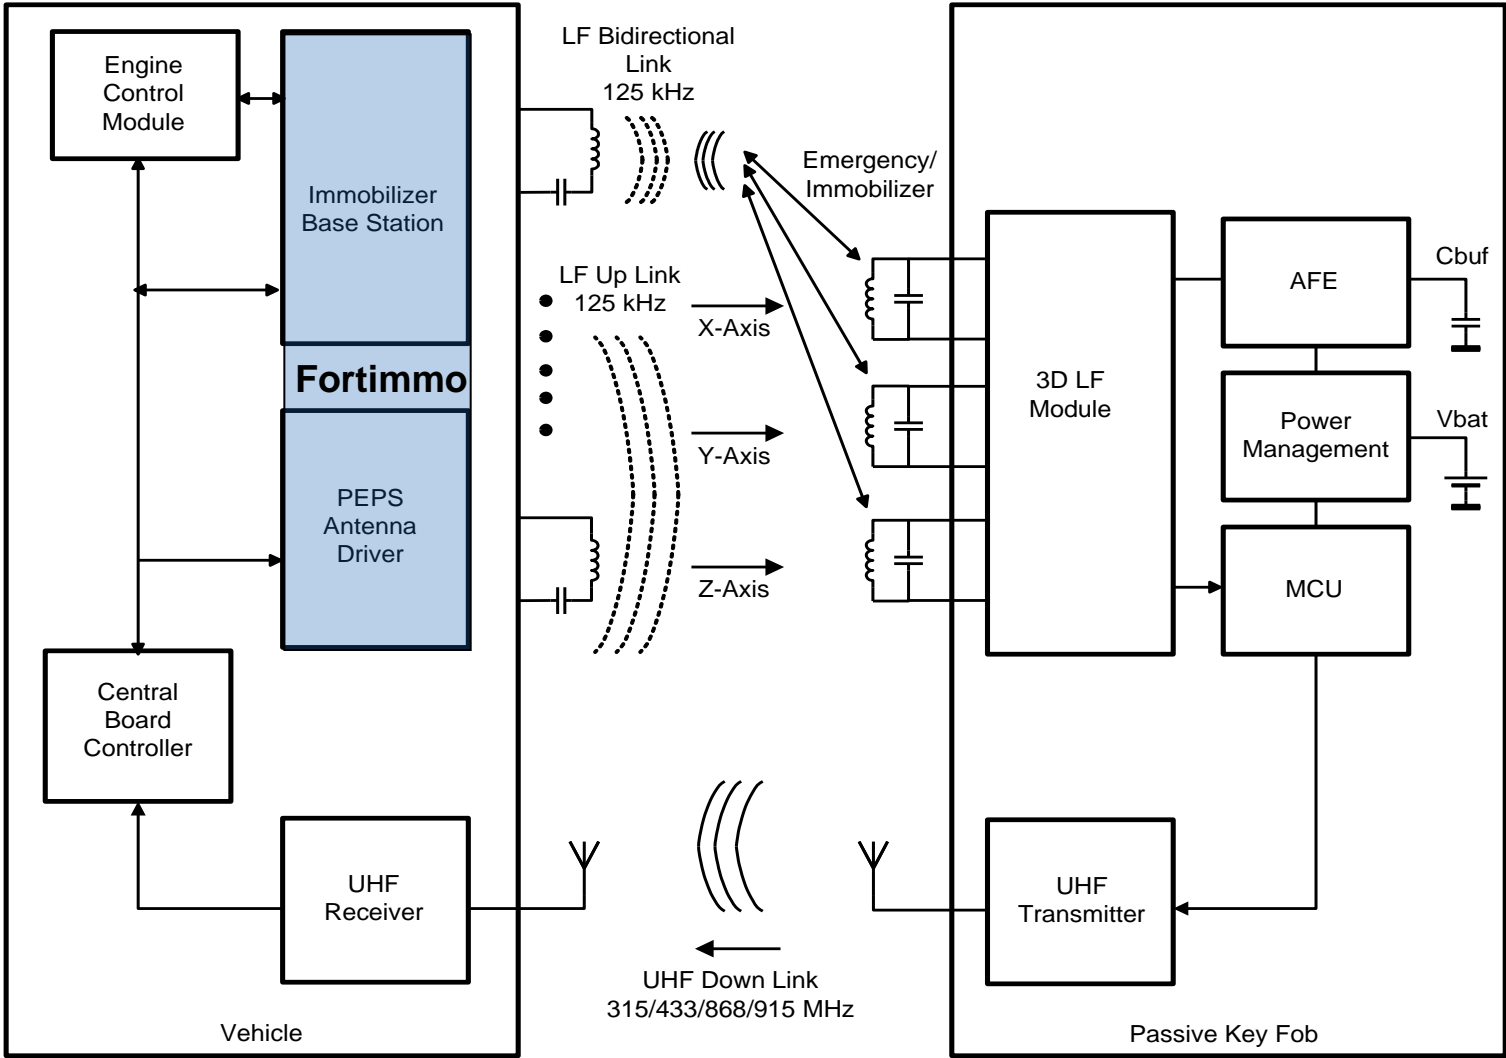 Engine
Control
Module
Immobilizer
Base Station
Fortimmo
PEPS
Antenna
Driver
Central
Board
Controller
UHF
Receiver
Vehicle
LF Bidirectional
Link
125 kHz
Emergency/
Immobilizer
LF Up Link
125 kHz
X-Axis
Y-Axis
Z-Axis
UHF Down Link
315/433/868/915 MHz
3D LF
Module
AFE
Cbuf
Power
Management
Vbat
MCU
UHF
Transmitter
Passive Key Fob